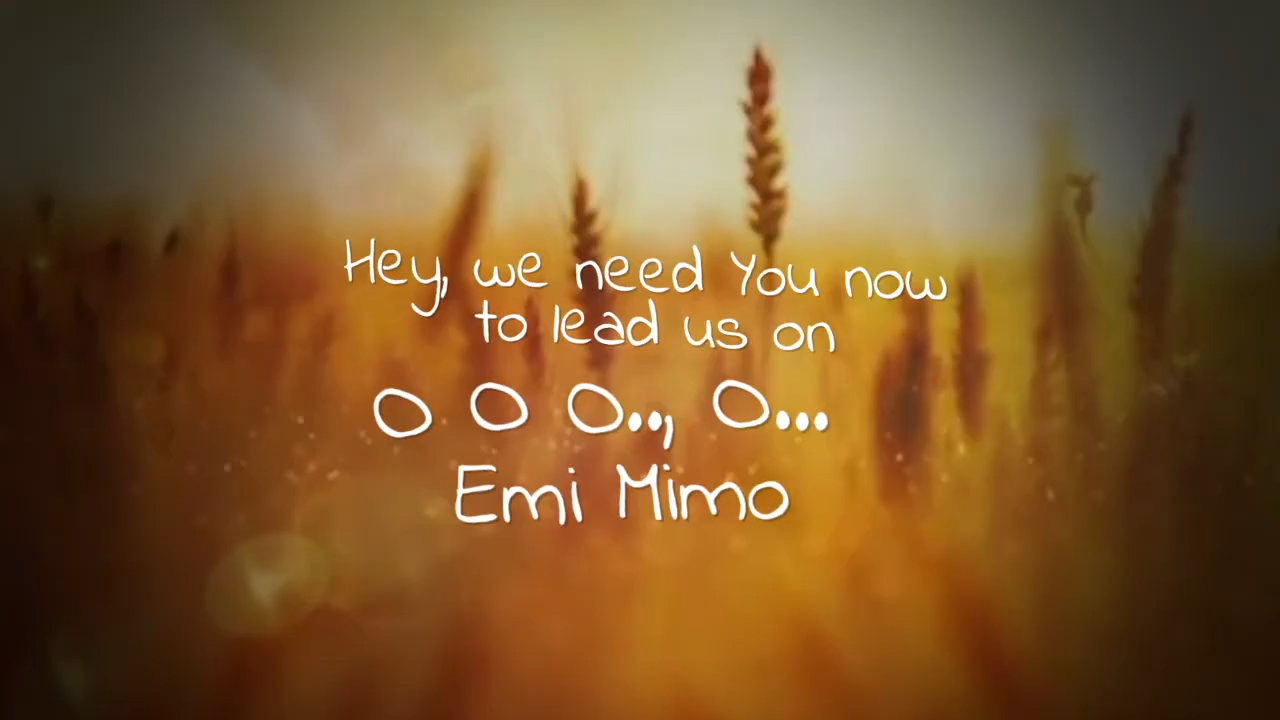 Hey, we need You now
to lead us on
O O O.., O...
Emi Mimo